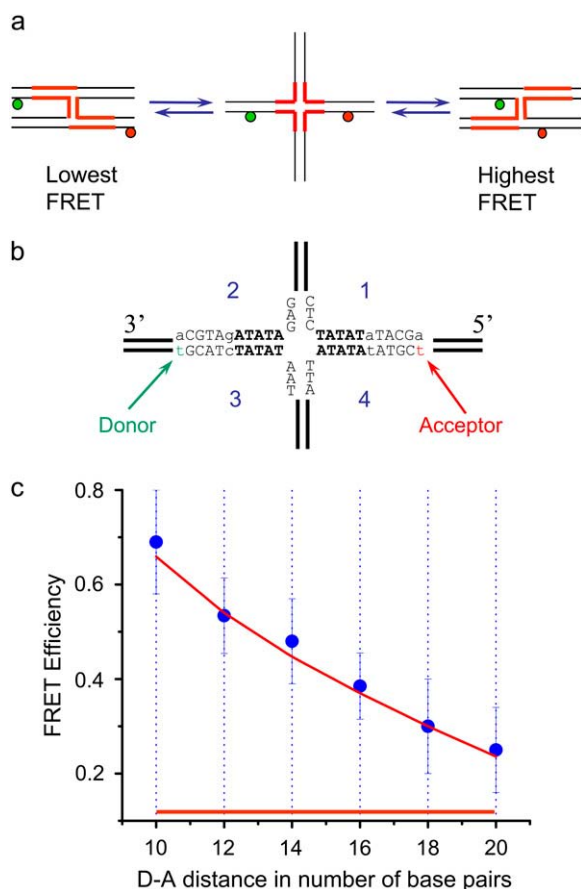 a
Lowest
FRET
Highest
FRET
b
2
1
3'
5'
GAG
CTC
aCGTAgATATA
TATATaTACGa
tGCATcTATAT
ATATAtATGCt
AAT
TTA
3
4
Donor
Acceptor
c
0.8
0.6
0.4
0.2
FRET Efficiency
10 12 14 16 18 20
D-A distance in number of base pairs